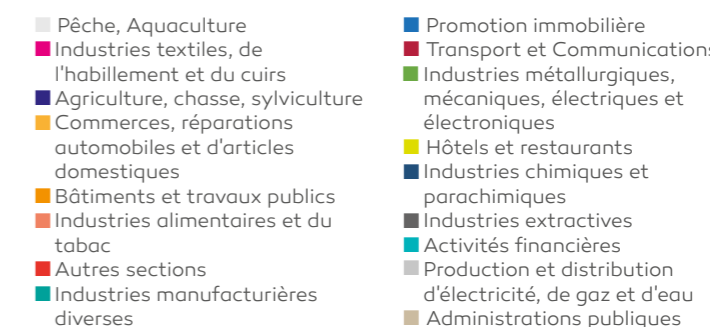 Pêche, Aquaculture
Industries textiles, de
l'habillement et du cuirs
Agriculture, chasse, sylviculture
Commerces, réparations
automobiles et d'articles
domestiques
Bâtiments et travaux publics
Industries alimentaires et du
tabac
Autres sections
Industries manufacturières
diverses
Promotion immobilière
Transport et Communications
Industries métallurgiques,
mécaniques, électriques et
électroniques
Hôtels et restaurants
Industries chimiques et
parachimiques
Industries extractives
Activités financières
Production et distribution
d'électricité, de gaz et d'eau
Administrations publiques